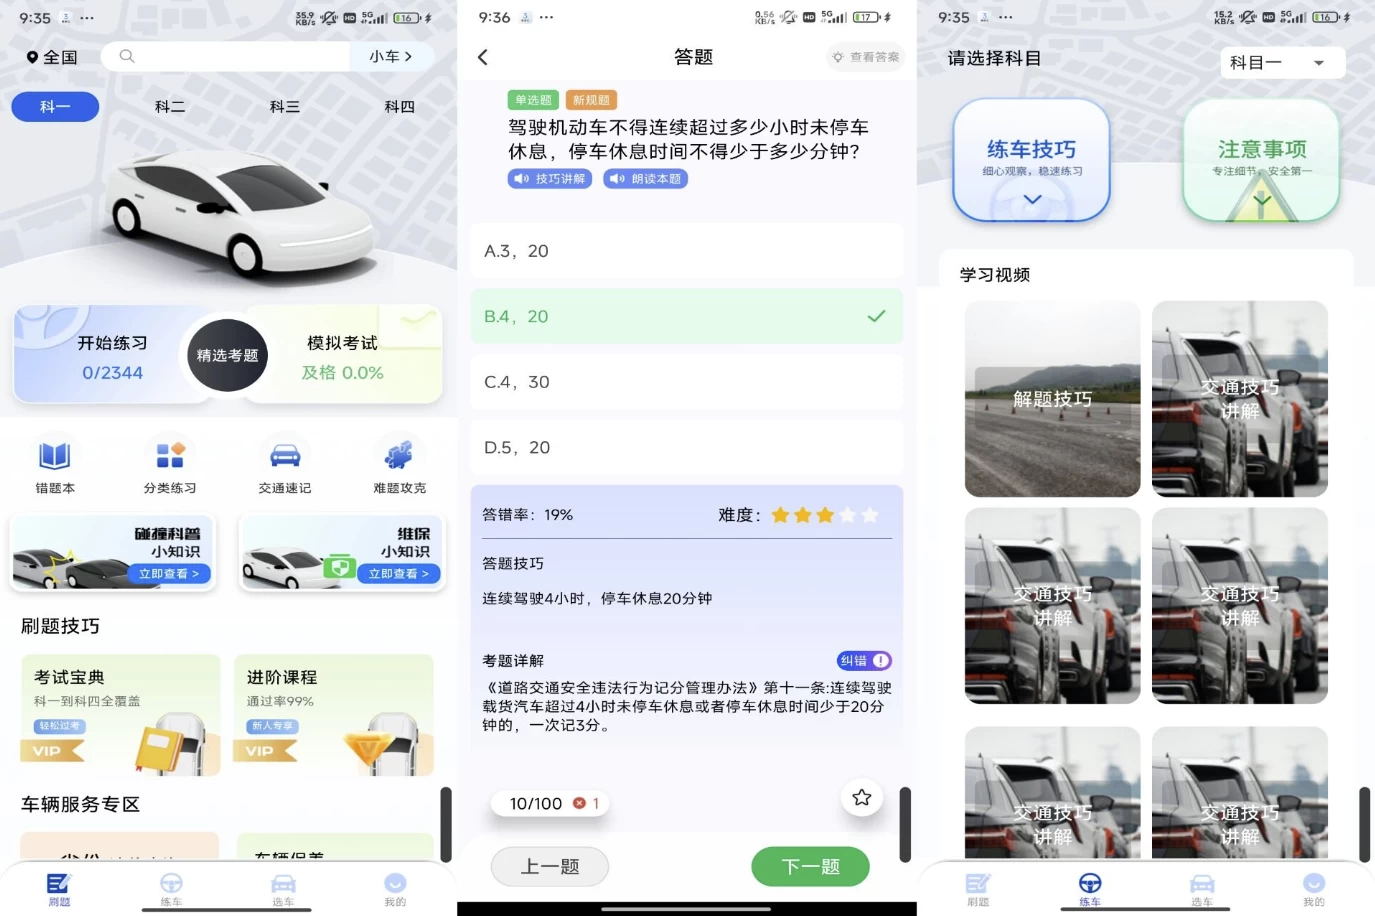 9:35
35.9
KB/s
HD
5G
16
全国
小车 >
科一
科二
科三
科四
开始练习
0/2344
精选考题
模拟考试
及格 0.0%
错题本
分类练习
交通速记
难题攻克
碰撞科普
小知识
立即查看 >
维保
小知识
立即查看 >
刷题技巧
考试宝典
科一到科四全覆盖
轻松过考
VIP
进阶课程
通过率99%
新人专享
VIP
车辆服务专区
车辆保养
刷题
练车
选车
我的
9:36
0.56
KB/s
HD
5G
17
答题
查看答案
单选题
新规题
驾驶机动车不得连续超过多少小时未停车
休息，停车休息时间不得少于多少分钟？
技巧讲解
朗读本题
A.3，20
B.4，20
C.4，30
D.5，20
答错率：19%
难度：
答题技巧
连续驾驶4小时，停车休息20分钟
考题详解
纠错
《道路交通安全违法行为记分管理办法》第十一条:连续驾驶
载货汽车超过4小时未停车休息或者停车休息时间少于20分
钟的，一次记3分。
10/100
1
上一题
下一题
9:35
15.2
KB/s
HD
5G
16
请选择科目
科目一
练车技巧
细心观察，稳速练习
注意事项
专注细节，安全第一
学习视频
解题技巧
交通技巧
讲解
交通技巧
讲解
交通技巧
讲解
交通技巧
讲解
交通技巧
讲解
刷题
练车
选车
我的